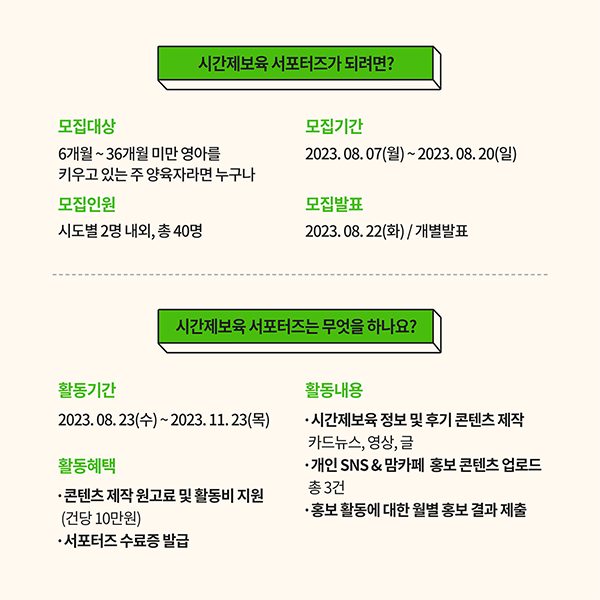 시간제보육 서포터즈가 되려면?
모집대상
6개월 ~ 36개월 미만 영아를
키우고 있는 주 양육자라면 누구나
모집기간
2023. 08. 07(월) ~ 2023. 08. 20(일)
모집인원
시도별 2명 내외, 총 40명
모집발표
2023. 08. 22(화) / 개별발표
시간제보육 서포터즈는 무엇을 하나요?
활동기간
2023. 08. 23(수) ~ 2023. 11. 23(목)
활동혜택
· 콘텐츠 제작 원고료 및 활동비 지원
(건당 10만원)
· 서포터즈 수료증 발급
활동내용
· 시간제보육 정보 및 후기 콘텐츠 제작
카드뉴스, 영상, 글
· 개인 SNS & 맘카페 홍보 콘텐츠 업로드
총 3건
· 홍보 활동에 대한 월별 홍보 결과 제출